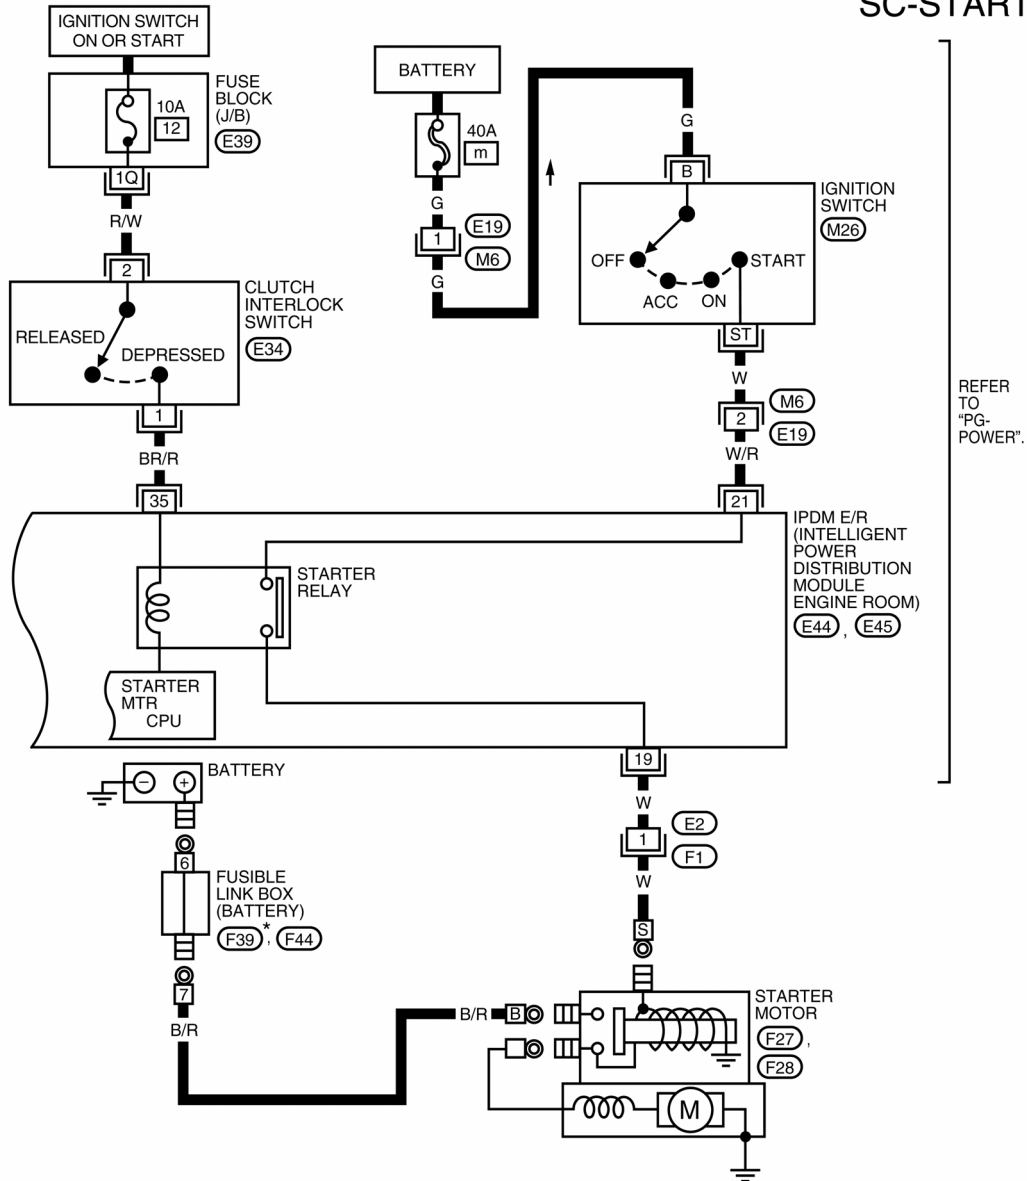 SC-START
IGNITION SWITCH
ON OR START
FUSE
BLOCK
(J/B)
E39
10A
12
1Q
R/W
2
CLUTCH
INTERLOCK
SWITCH
E34
RELEASED
DEPRESSED
1
BR/R
35
BATTERY
40A
m
G
1
E19
M6
G
G
B
IGNITION
SWITCH
M26
OFF
ACC
ON
START
ST
W
2
M6
E19
W/R
21
REFER
TO
“PG-
POWER”.
IPDM E/R
(INTELLIGENT
POWER
DISTRIBUTION
MODULE
ENGINE ROOM)
E44 , E45
STARTER
RELAY
STARTER
MTR
CPU
19
W
1
E2
F1
W
S
BATTERY
− +
6
FUSIBLE
LINK BOX
(BATTERY)
F39 * , F44
7
B/R
B/R
B
STARTER
MOTOR
F27 ,
F28
M